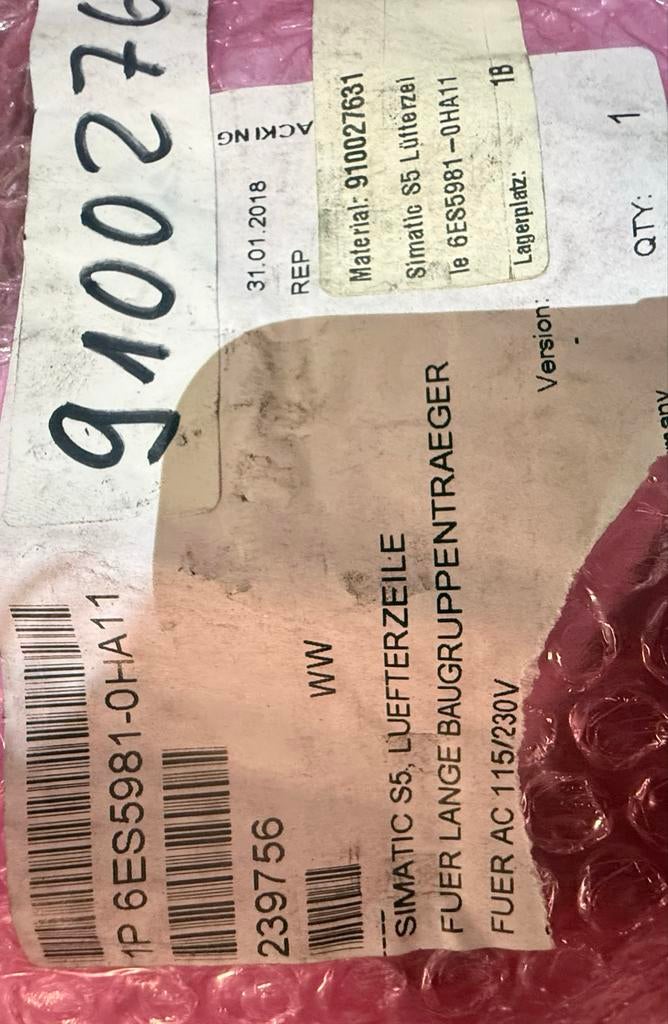 9100276
1P 6ES5981-0HA11
239756
WW
31.01.2018
REP
ACKING
Material: 910027631
Simatic S5 Lüfterzei
le 6ES5981-0HA11
Lagerplatz: 1B
SIMATIC S5, LUEFTERZEILE
FUER LANGE BAUGRUPPENTRAEGER
FUER AC 115/230V
Version:
-
QTY: 1